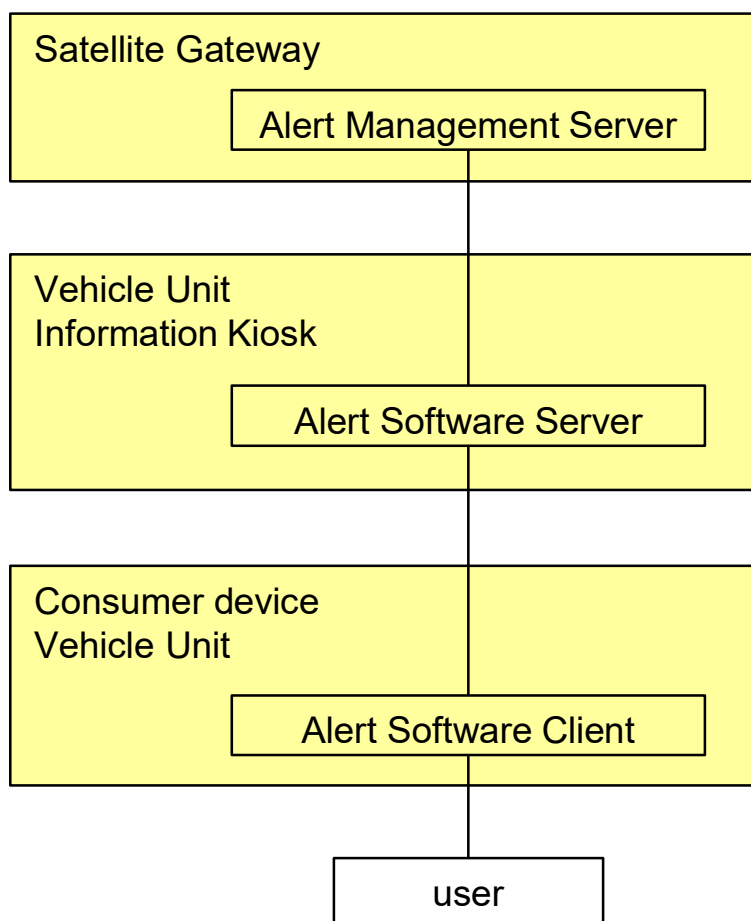 Satellite Gateway
Alert Management Server
Vehicle Unit
Information Kiosk
Alert Software Server
Consumer device
Vehicle Unit
Alert Software Client
user